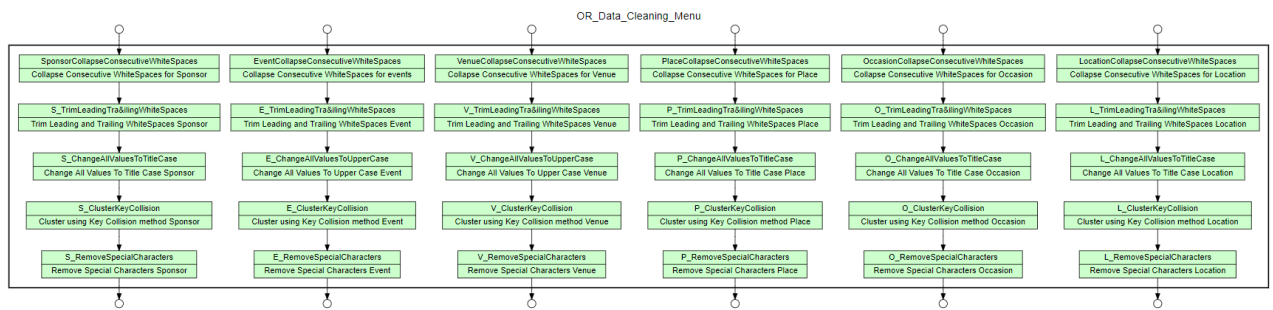 OR_Data_Cleaning_Menu
SponsorCollapseConsecutiveWhiteSpaces
Collapse Consecutive WhiteSpaces for Sponsor
EventCollapseConsecutiveWhiteSpaces
Collapse Consecutive WhiteSpaces for events
VenueCollapseConsecutiveWhiteSpaces
Collapse Consecutive WhiteSpaces for Venue
PlaceCollapseConsecutiveWhiteSpaces
Collapse Consecutive WhiteSpaces for Place
OccasionCollapseConsecutiveWhiteSpaces
Collapse Consecutive WhiteSpaces for Occasion
LocationCollapseConsecutiveWhiteSpaces
Collapse Consecutive WhiteSpaces for Location
S_TrimLeadingTra&ilingWhiteSpaces
Trim Leading and Trailing WhiteSpaces Sponsor
E_TrimLeadingTra&ilingWhiteSpaces
Trim Leading and Trailing WhiteSpaces Event
V_TrimLeadingTra&ilingWhiteSpaces
Trim Leading and Trailing WhiteSpaces Venue
P_TrimLeadingTra&ilingWhiteSpaces
Trim Leading and Trailing WhiteSpaces Place
O_TrimLeadingTra&ilingWhiteSpaces
Trim Leading and Trailing WhiteSpaces Occasion
L_TrimLeadingTra&ilingWhiteSpaces
Trim Leading and Trailing WhiteSpaces Location
S_ChangeAllValuesToTitleCase
Change All Values To Title Case Sponsor
E_ChangeAllValuesToUpperCase
Change All Values To Upper Case Event
V_ChangeAllValuesToUpperCase
Change All Values To Upper Case Venue
P_ChangeAllValuesToTitleCase
Change All Values To Title Case Place
O_ChangeAllValuesToTitleCase
Change All Values To Title Case Occasion
L_ChangeAllValuesToTitleCase
Change All Values To Title Case Location
S_ClusterKeyCollision
Cluster using Key Collision method Sponsor
E_ClusterKeyCollision
Cluster using Key Collision method Event
V_ClusterKeyCollision
Cluster using Key Collision method Venue
P_ClusterKeyCollision
Cluster using Key Collision method Place
O_ClusterKeyCollision
Cluster using Key Collision method Occasion
L_ClusterKeyCollision
Cluster using Key Collision method Location
S_RemoveSpecialCharacters
Remove Special Characters Sponsor
E_RemoveSpecialCharacters
Remove Special Characters Event
V_RemoveSpecialCharacters
Remove Special Characters Venue
P_RemoveSpecialCharacters
Remove Special Characters Place
O_RemoveSpecialCharacters
Remove Special Characters Occasion
L_RemoveSpecialCharacters
Remove Special Characters Location